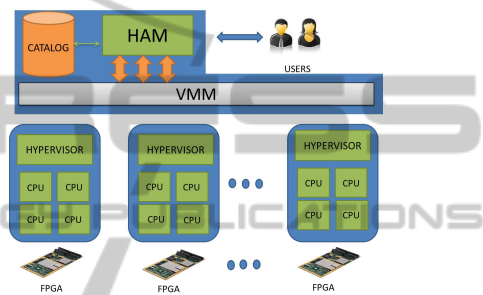 CATALOG
HAM
USERS
VMM
HYPERVISOR HYPERVISOR HYPERVISOR
CPU CPU CPU CPU CPU CPU
CPU CPU CPU CPU CPU CPU
FPGA FPGA FPGA